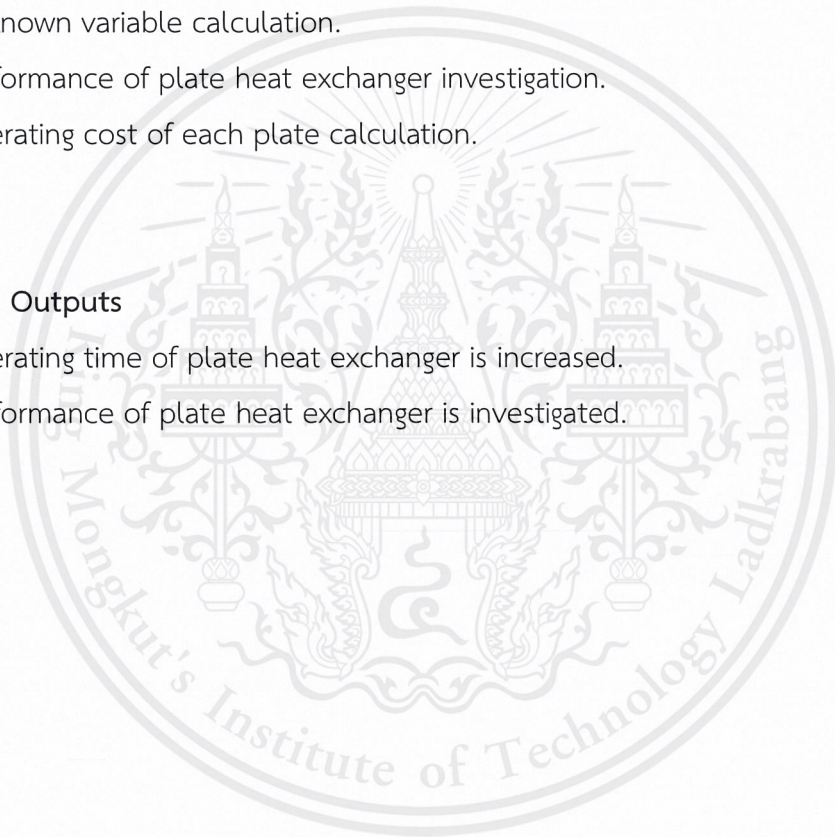 nown variable calculation.
formance of plate heat exchanger investigation.
erating cost of each plate calculation.
Outputs
erating time of plate heat exchanger is increased.
formance of plate heat exchanger is investigated.
King Mongkut's Institute of Technology Ladkrabang